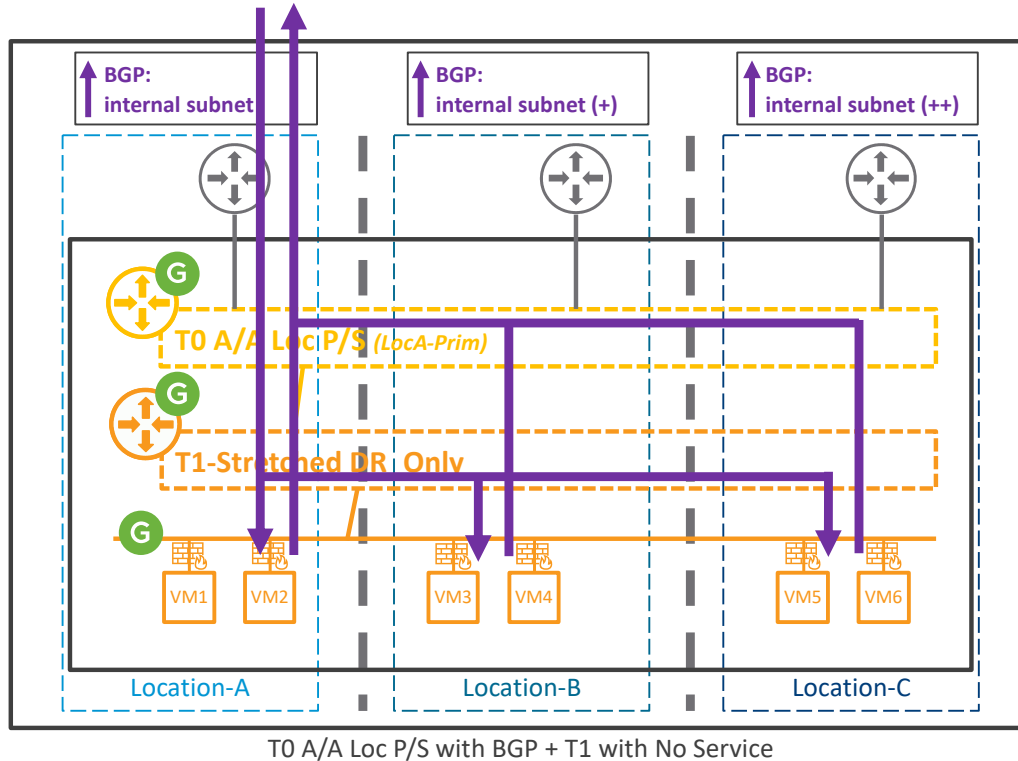 BGP:
internal subnet
BGP:
internal subnet (+)
BGP:
internal subnet (++)
G
T0 A/A Loc P/S (LocA-Prim)
G
T1-Stretched DR Only
G
VM1
VM2
VM3
VM4
VM5
VM6
Location-A
Location-B
Location-C
T0 A/A Loc P/S with BGP + T1 with No Service